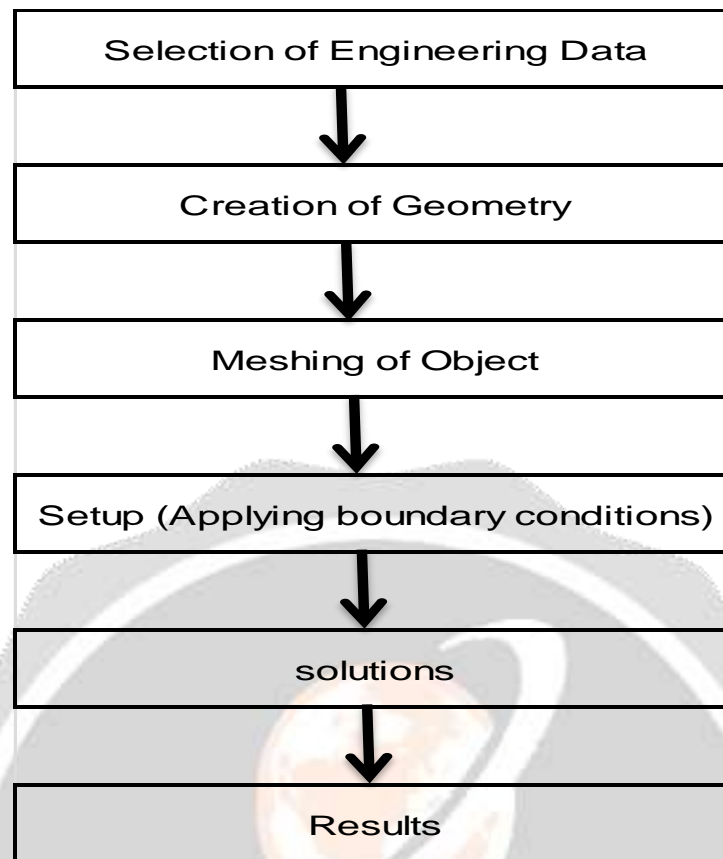 Selection of Engineering Data
Creation of Geometry
Meshing of Object
Setup (Applying boundary conditions)
solutions
Results